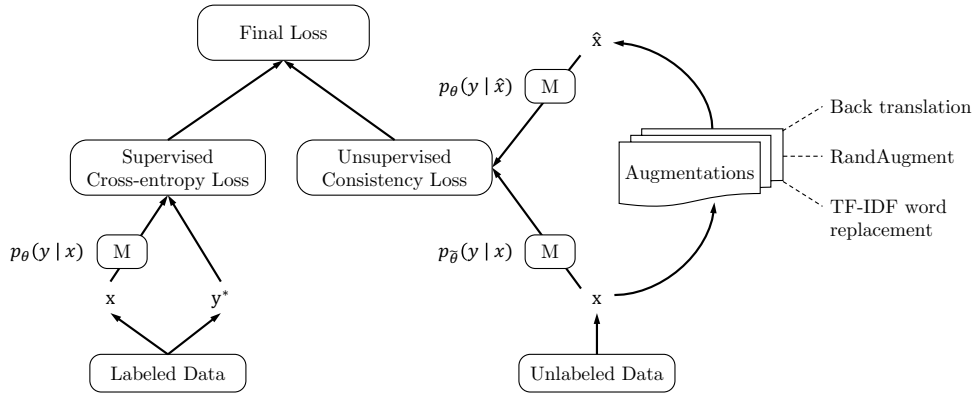 Final Loss
x̂
p_θ(y | x̂)
M
Back translation
Supervised
Cross-entropy Loss
Unsupervised
Consistency Loss
Augmentations
RandAugment
TF-IDF word
replacement
p_θ(y | x)
M
p_θ̃(y | x)
M
x
y*
x
Labeled Data
Unlabeled Data